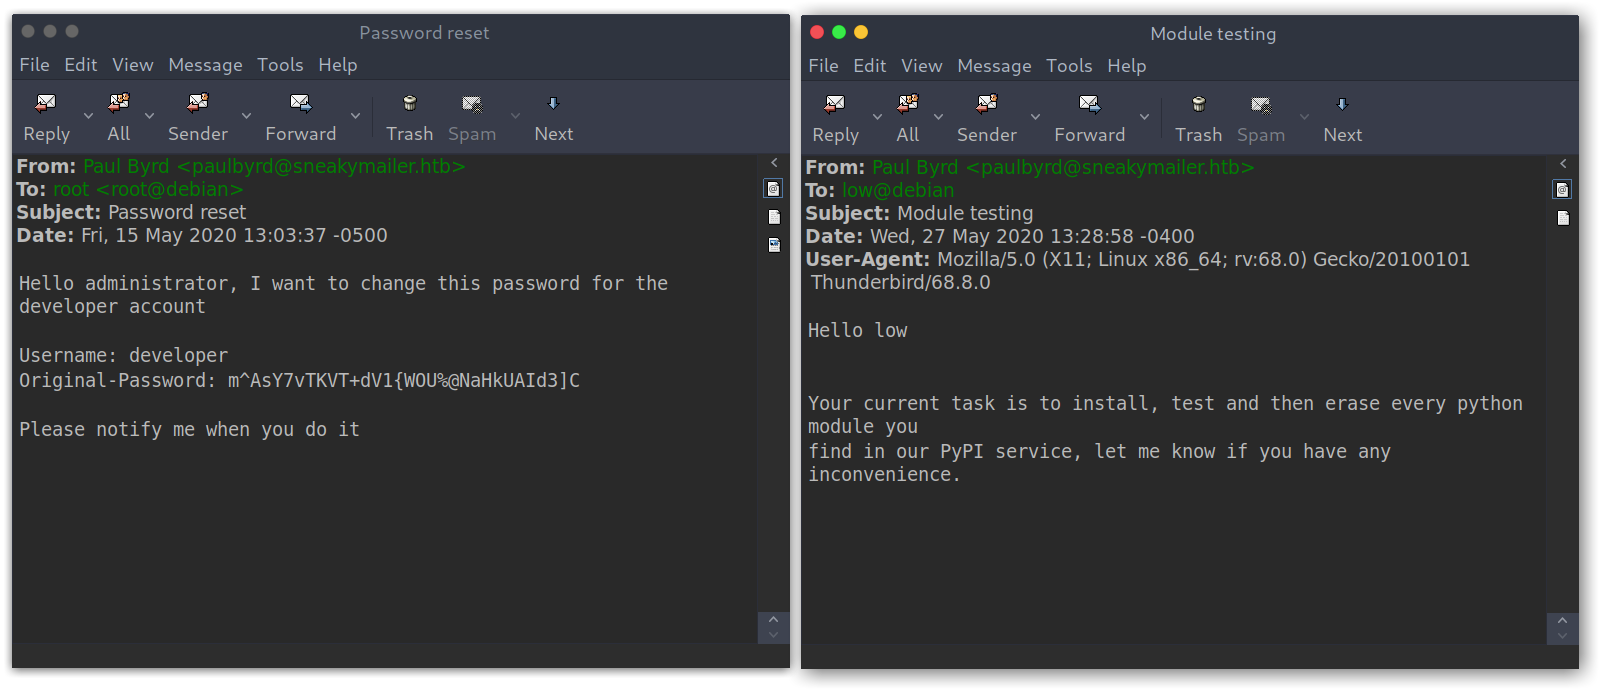 Password reset
File Edit View Message Tools Help
Reply All Sender Forward Trash Spam Next
From: Paul Byrd <paulbyrd@sneakymailer.htb>
To: root <root@debian>
Subject: Password reset
Date: Fri, 15 May 2020 13:03:37 -0500
Hello administrator, I want to change this password for the
developer account
Username: developer
Original-Password: m^AsY7vTKVT+dV1{WOU%@NaHkUAId3]C
Please notify me when you do it
Module testing
File Edit View Message Tools Help
Reply All Sender Forward Trash Spam Next
From: Paul Byrd <paulbyrd@sneakymailer.htb>
To: low@debian
Subject: Module testing
Date: Wed, 27 May 2020 13:28:58 -0400
User-Agent: Mozilla/5.0 (X11; Linux x86_64; rv:68.0) Gecko/20100101
Thunderbird/68.8.0
Hello low
Your current task is to install, test and then erase every python
module you
find in our PyPI service, let me know if you have any
inconvenience.